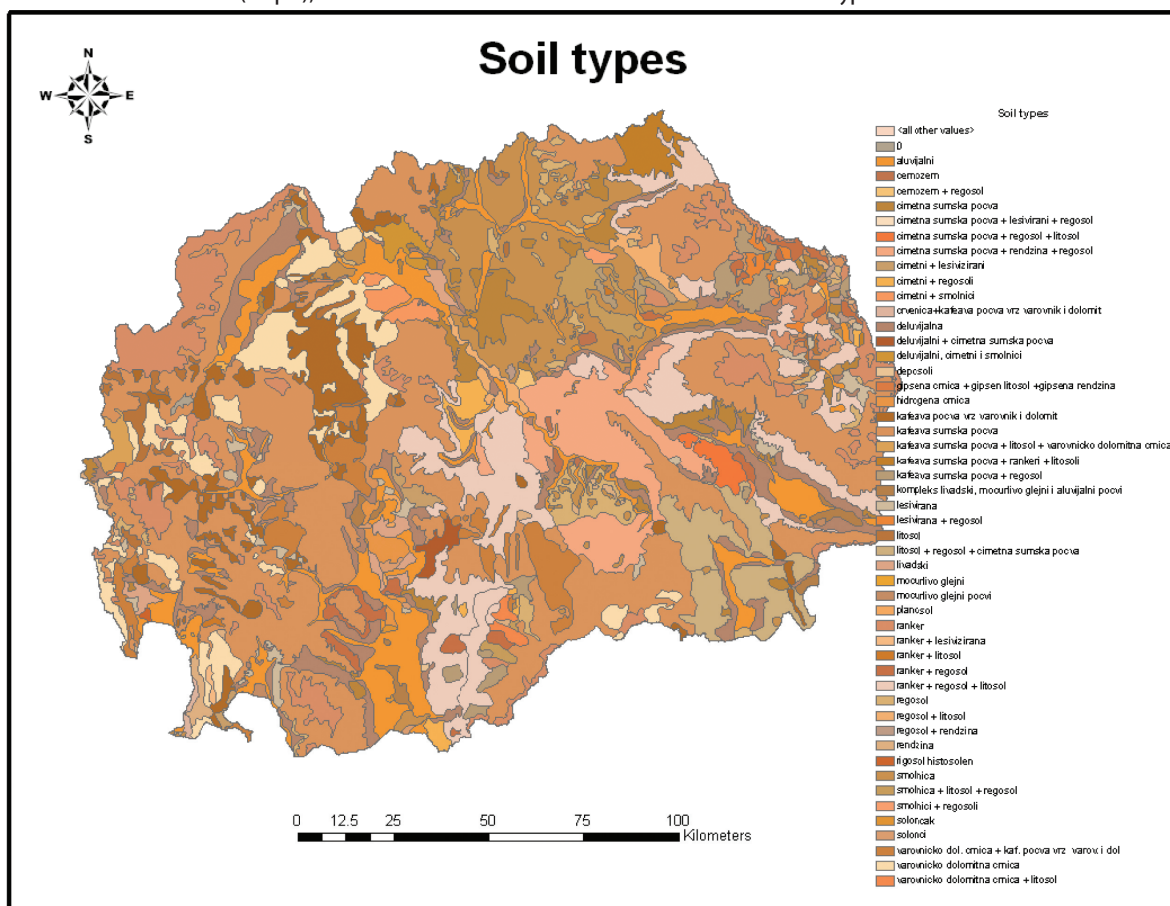 Soil types
N
W E
S
Soil types
<all other values>
0
aluvijalni
cernozem
cernozem + regosol
cimetna sumska pocva
cimetna sumska pocva + lesivirani + regosol
cimetna sumska pocva + regosol +litosol
cimetna sumska pocva + rendzina + regosol
cimetni + lesivizirani
cimetni + regosoli
cimetni + smolnici
crvenica+kafeava pocva vrz varovnik i dolomit
deluvijalna
deluvijalni + cimetna sumska pocva
deluvijalni, cimetni i smolnici
deposoli
gipsena crnica + gipsen litosol +gipsena rendzina
hidrogena crnica
kafeava pocva vrz varovnik i dolomit
kafeava sumska pocva
kafeava sumska pocva + litosol + varovnicko dolomitna crnica
kafeava sumska pocva + rankeri + litosoli
kafeava sumska pocva + regosol
kompleks livadski, mocurlivo glejni i aluvijalni pocvi
lesivirana
lesivirana + regosol
litosol
litosol + regosol + cimetna sumska pocva
livadski
mocurlivo glejni
mocurlivo glejni pocvi
planosol
ranker
ranker + lesivizirana
ranker + litosol
ranker + regosol
ranker + regosol + litosol
regosol
regosol + litosol
regosol + rendzina
rendzina
rigosol histosolen
smolnica
smolnica + litosol + regosol
smolnici + regosoli
soloncak
solonci
varovnicko dol. crnica + kaf. pocva vrz varov. i dol
varovnicko dolomitna crnica
varovnicko dolomitna crnica + litosol
0 12.5 25 50 75 100
Kilometers